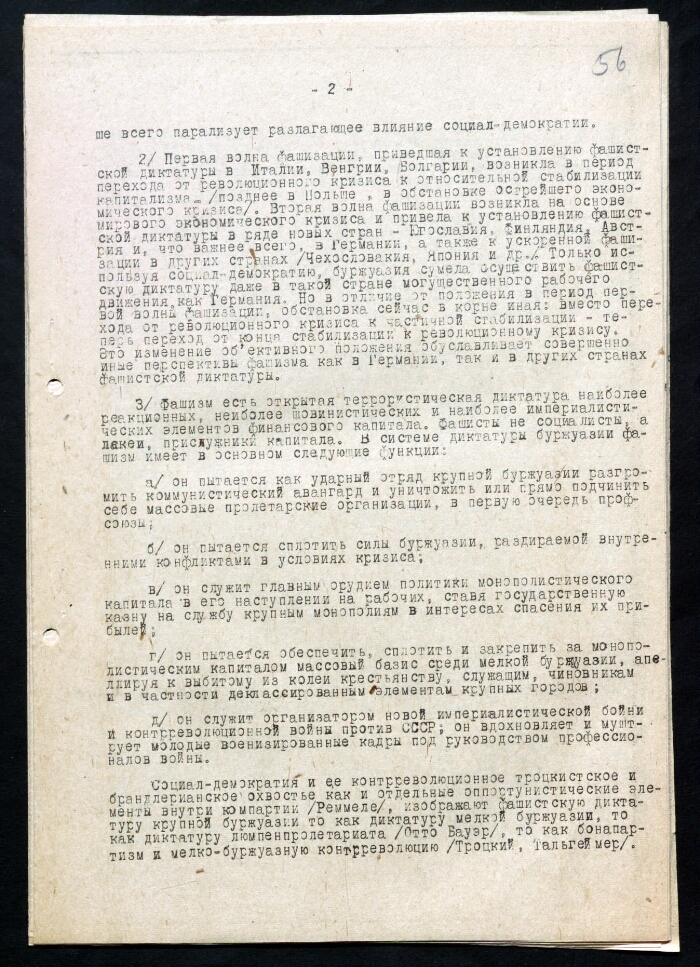 56
- 2 -
ше всего парализует разлагающее влияние социал-демократии.
2/ Первая волна фашизации, приведшая к установлению фашист-
ской диктатуры в Италии, Венгрии, Болгарии, возникла в период
перехода от революционного кризиса к относительной стабилизации
капитализма /позднее в Польше, в обстановке острейшего эконо-
мического кризиса/. Вторая волна фашизации возникла на основе
мирового экономического кризиса и привела к установлению фашист-
ской диктатуры в ряде новых стран - Егославия, Финляндия, Авст-
рия и, что важнее всего, в Германии, а также к ускоренной фаши-
зации в других странах /Чехословакия, Япония и др./ Только ис-
пользуя социал-демократию, буржуазия сумела осуществить фашист-
скую диктатуру даже в такой стране могущественного рабочего
движения, как Германия. Но в отличие от положения в период пер-
вой волны фашизации, обстановка сейчас в корне иная: вместо пере-
хода от революционного кризиса к частичной стабилизации - те-
перь переход от конца стабилизации к революционному кризису.
Это изменение об'ективного положения обуславливает совершенно
иные перспективы фашизма как в Германии, так и в других странах
фашистской диктатуры.
3/ Фашизм есть открытая террористическая диктатура наиболее
реакционных, неиболее шовинистических и наиболее империалисти-
ческих элементов финансового капитала. Фашисты не социалисты, а
лакеи, прислужники капитала. В системе диктатуры буржуазии фа-
шизм имеет в основном следующие функции:
а/ он пытается как ударный отряд крупной буржуазии разгро-
мить коммунистический авангард и уничтожить или прямо подчинить
себе массовые пролетарские организации, в первую очередь проф-
союзы;
б/ он пытается сплотить силы буржуазии, раздираемой внутре-
нними конфликтами в условиях кризиса;
в/ он служит главным орудием политики монополистического
капитала в его наступлении на рабочих, ставя государственную
казну на службу крупным монополиям в интересах спасения их при-
былей;
г/ он пытается обеспечить, сплотить и закрепить за монопо-
листическим капиталом массовый базис среди мелкой буржуазии, апе-
ллируя к выбитому из колеи крестьянству, служащим, чиновникам
и в частности деклассированным элементам крупных городов;
д/ он служит организатором новой империалистической бойни
и контрреволюционной войны против СССР; он вдохновляет и мушт-
рует молодые военизированные кадры под руководством профессио-
налов войны.
Социал-демократия и ее контрреволюционное троцкистское и
брандлерианское охвостье как и отдельные оппортунистические эле-
менты внутри компартии /Реммеле/, изображают фашистскую дикта-
туру крупной буржуазии то как диктатуру мелкой буржуазии, то
как диктатуру люмпенпролетариата /Отто Бауэр/, то как бонапар-
тизм и мелко-буржуазную контрреволюцию /Троцкий, Тальгеймер/.